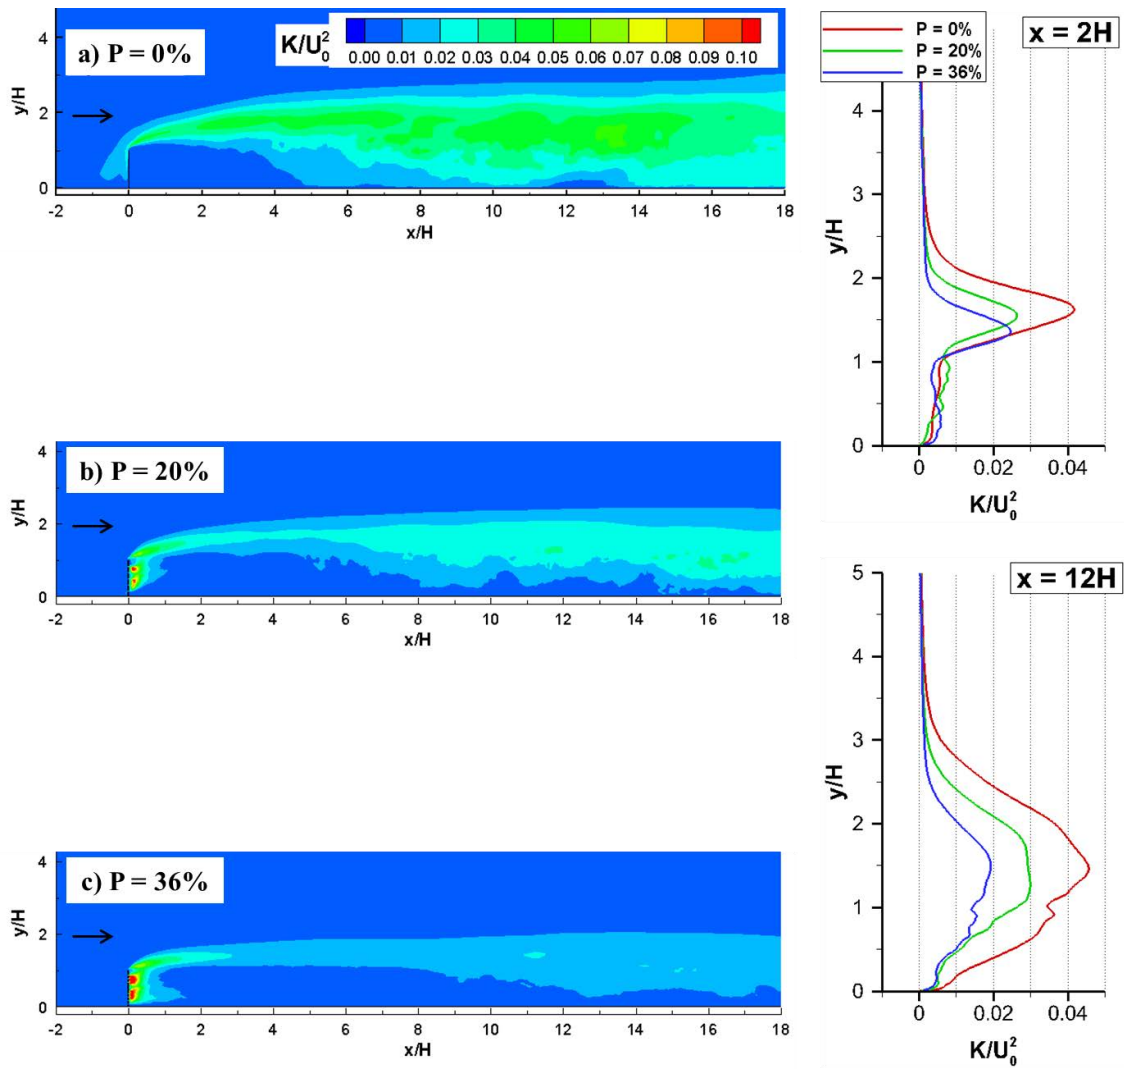 a) P = 0%
K/U₀²
0.00 0.01 0.02 0.03 0.04 0.05 0.06 0.07 0.08 0.09 0.10
y/H
4
2
0
-2 0 2 4 6 8 10 12 14 16 18
x/H
b) P = 20%
y/H
4
2
0
-2 0 2 4 6 8 10 12 14 16 18
x/H
c) P = 36%
y/H
4
2
0
-2 0 2 4 6 8 10 12 14 16 18
x/H
P = 0%
P = 20%
P = 36%
x = 2H
y/H
4
3
2
1
0
0 0.02 0.04
K/U₀²
x = 12H
y/H
5
4
3
2
1
0
0 0.02 0.04
K/U₀²